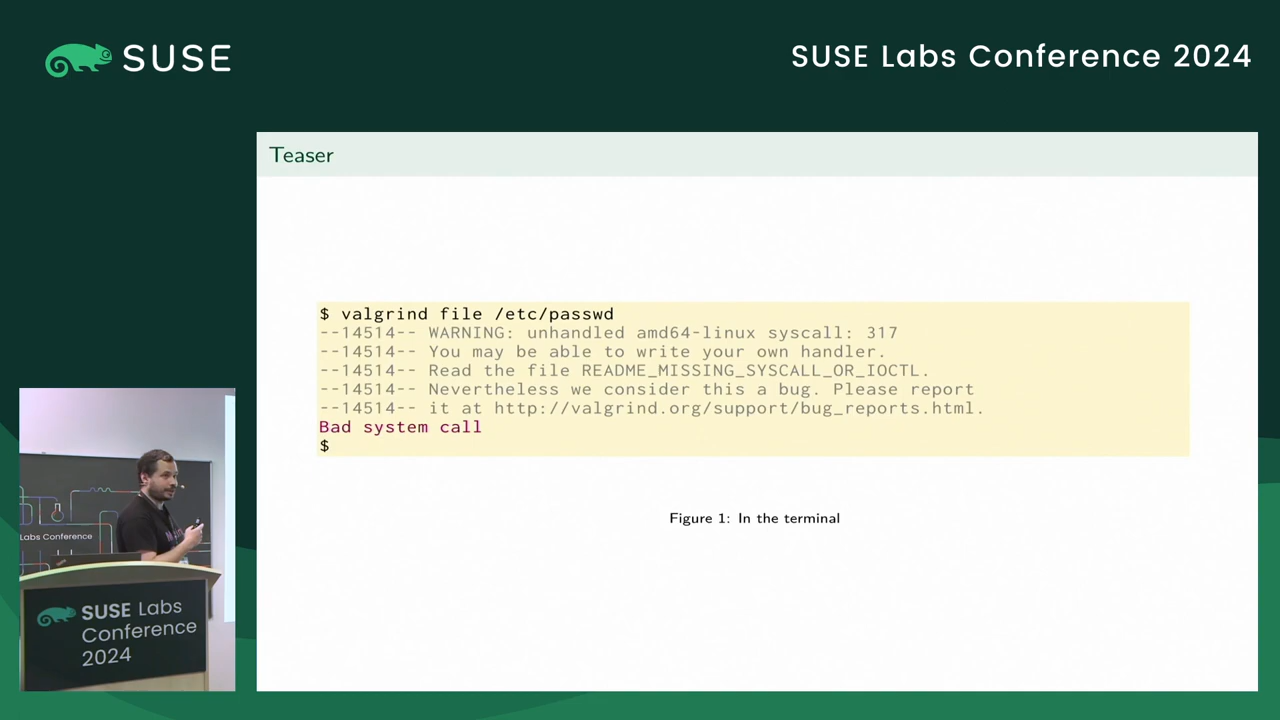 SUSE
SUSE Labs Conference 2024
Teaser
$ valgrind file /etc/passwd
--14514-- WARNING: unhandled amd64-linux syscall: 317
--14514-- You may be able to write your own handler.
--14514-- Read the file README_MISSING_SYSCALL_OR_IOCTL.
--14514-- Nevertheless we consider this a bug. Please report
--14514-- it at http://valgrind.org/support/bug_reports.html.
Bad system call
$
Figure 1: In the terminal
Labs Conference
SUSE Labs
Conference
2024